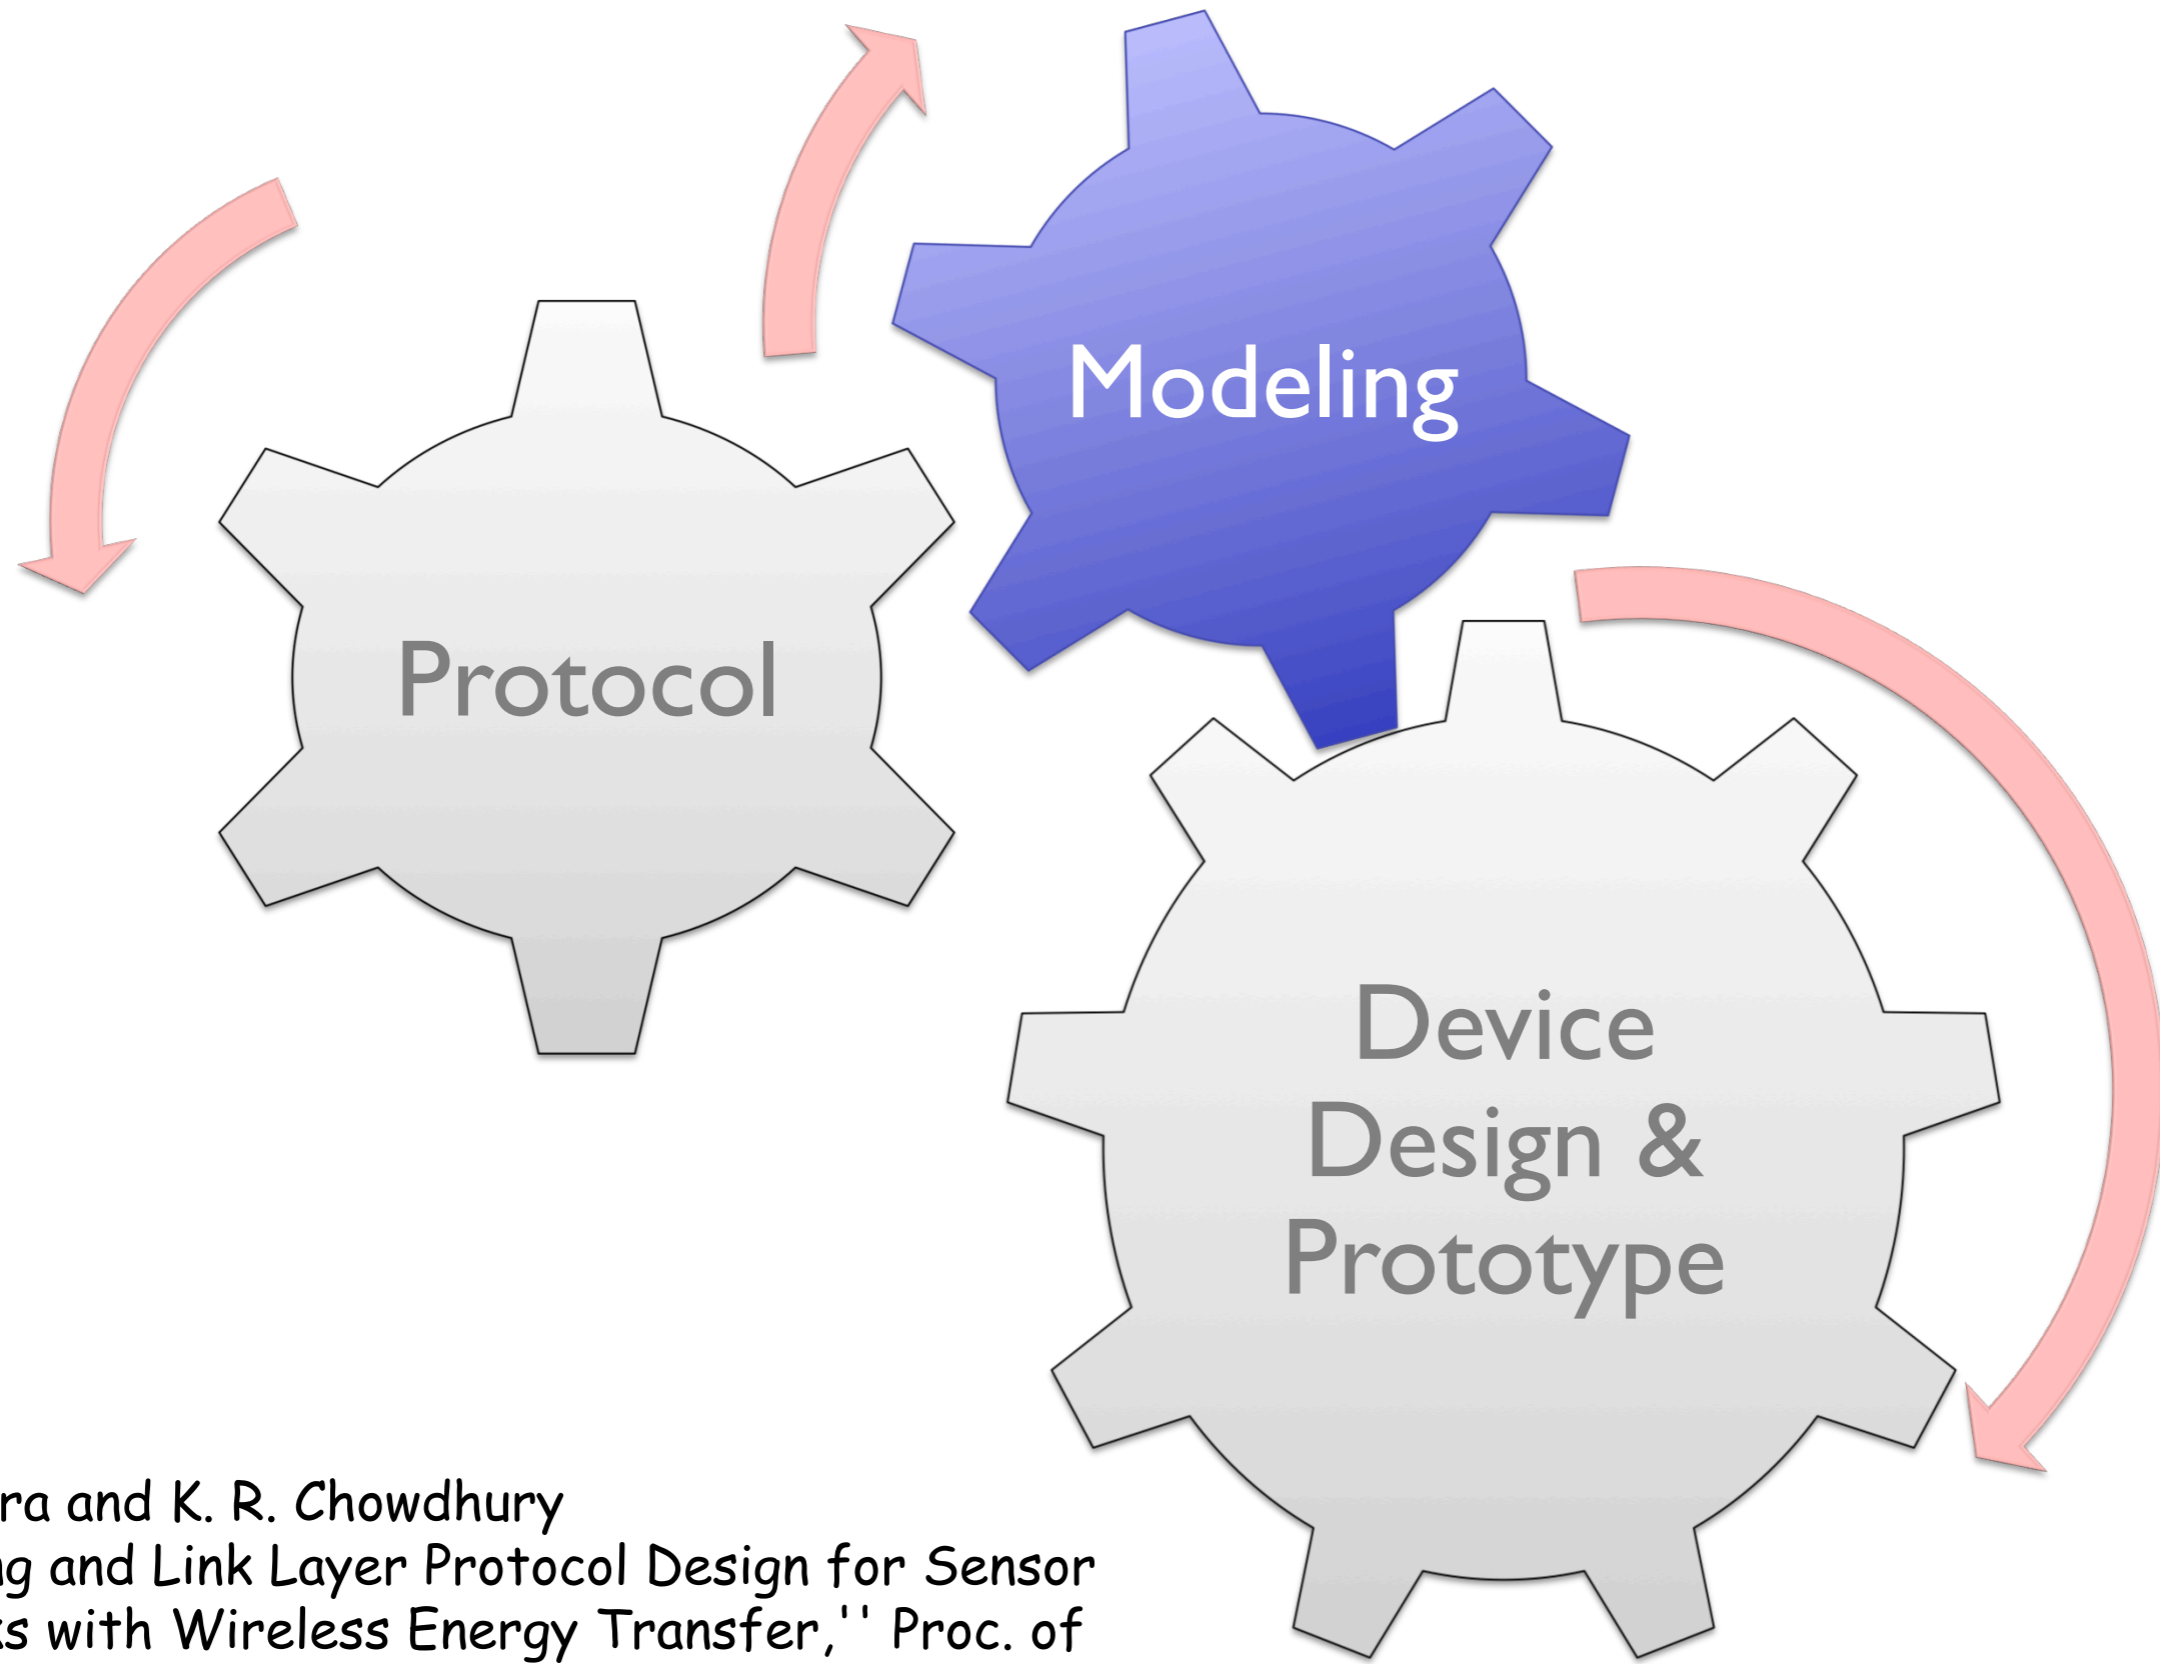 Modeling
Protocol
Device
Design &
Prototype
ra and K. R. Chowdhury
g and Link Layer Protocol Design for Sensor
s with Wireless Energy Transfer,'' Proc. of